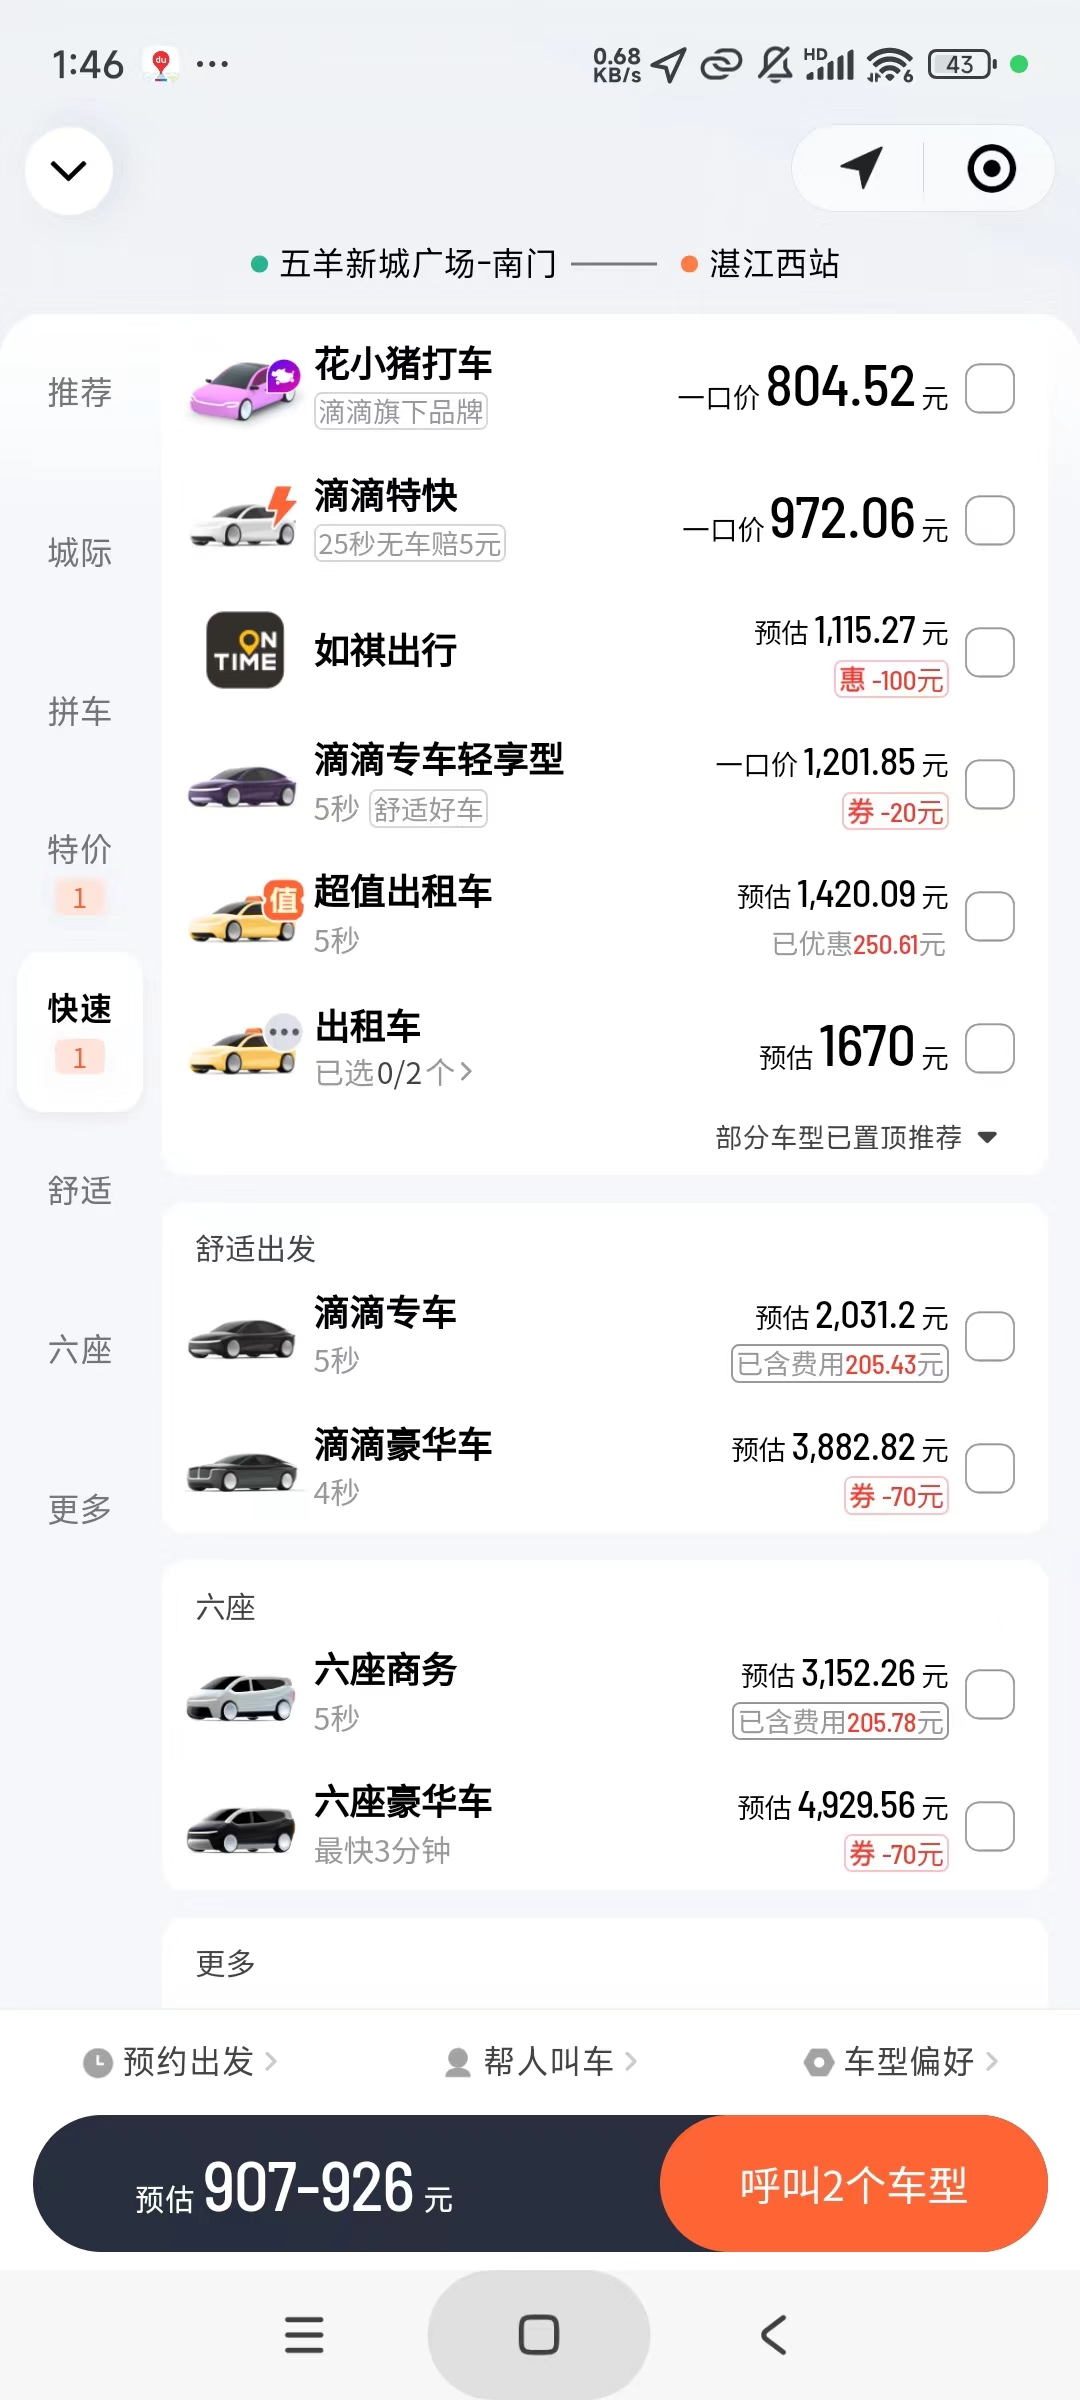 1:46
du
0.68 KB/s
HD
6
43
五羊新城广场-南门
湛江西站
推荐
城际
拼车
特价
1
快速
1
舒适
六座
更多
花小猪打车
滴滴旗下品牌
一口价 804.52 元
滴滴特快
25秒无车赔5元
一口价 972.06 元
ON TIME
如祺出行
预估 1,115.27 元
惠 -100元
滴滴专车轻享型
5秒 舒适好车
一口价 1,201.85 元
券 -20元
值
超值出租车
5秒
预估 1,420.09 元
已优惠250.61元
出租车
已选0/2个
预估 1670 元
部分车型已置顶推荐
舒适出发
滴滴专车
5秒
预估 2,031.2 元
已含费用205.43元
滴滴豪华车
4秒
预估 3,882.82 元
券 -70元
六座
六座商务
5秒
预估 3,152.26 元
已含费用205.78元
六座豪华车
最快3分钟
预估 4,929.56 元
券 -70元
更多
预约出发
帮人叫车
车型偏好
预估 907-926 元
呼叫2个车型